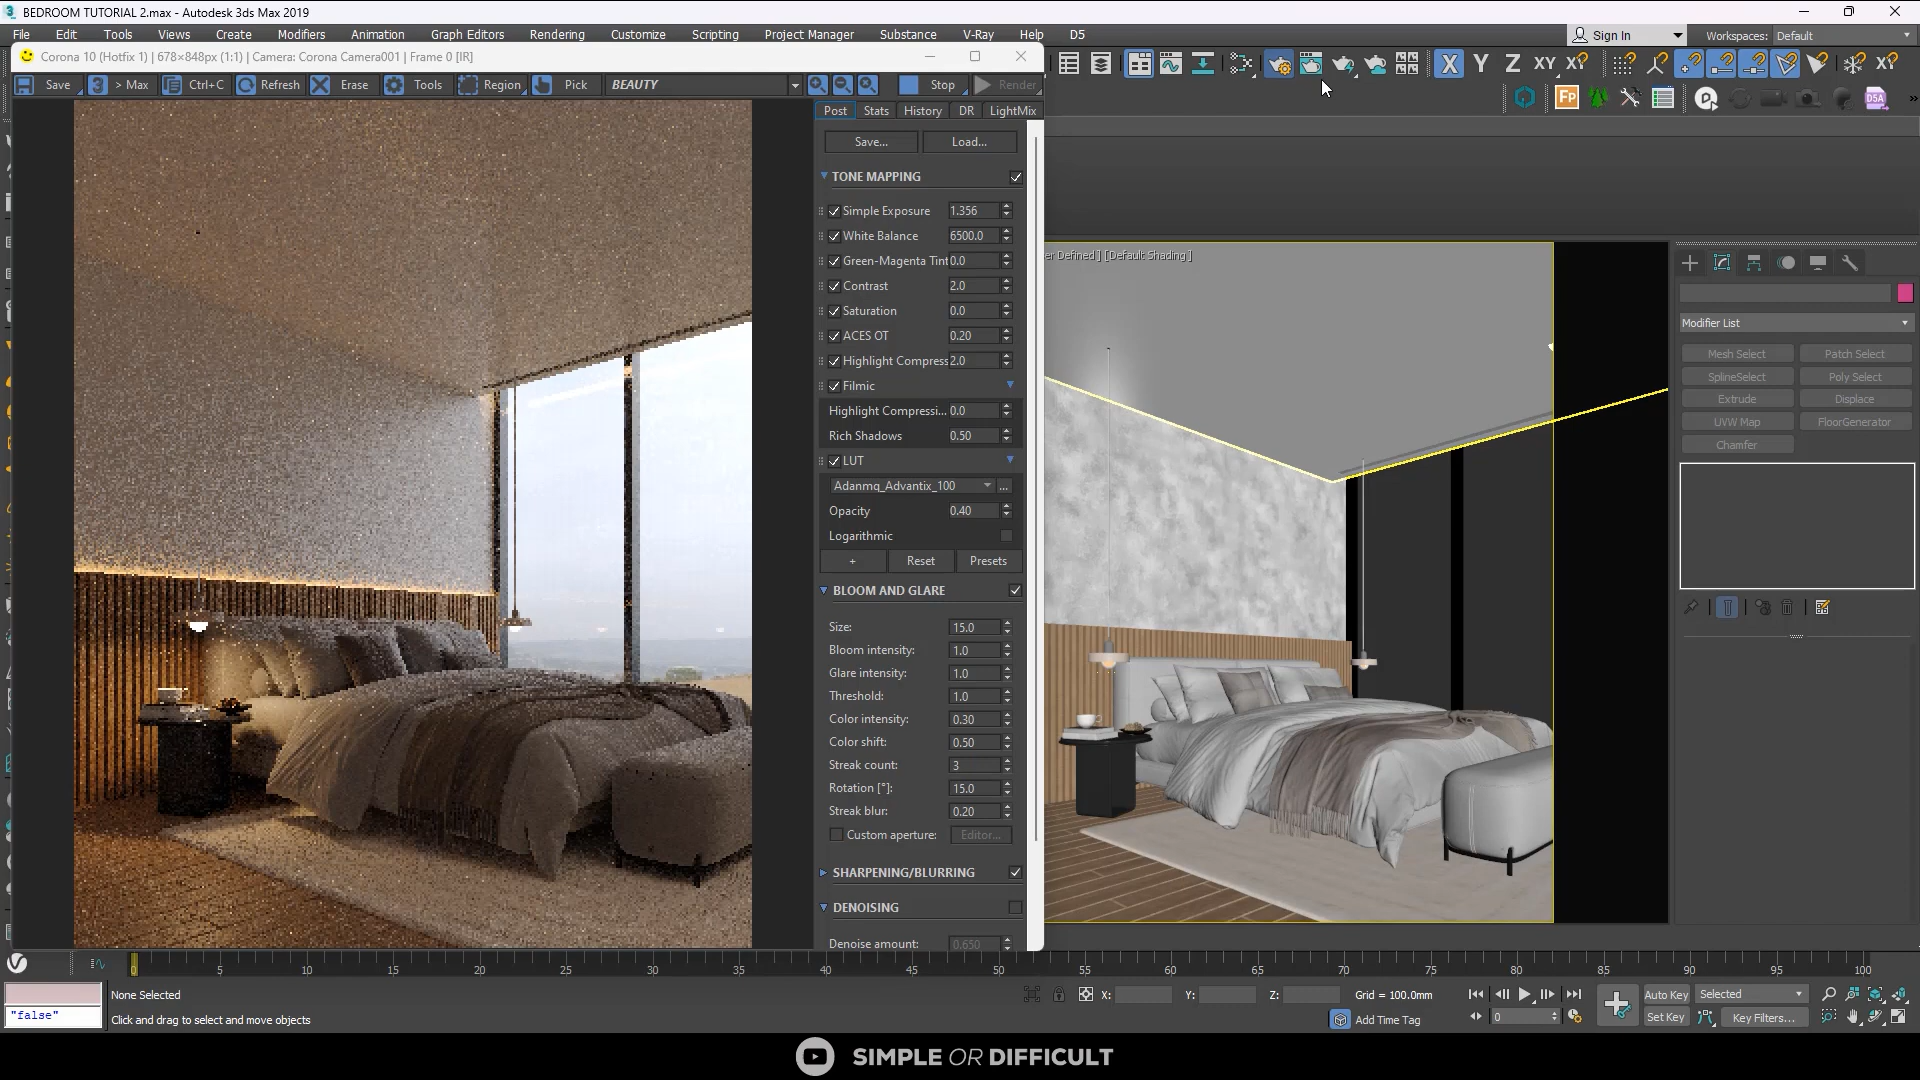 BEDROOM TUTORIAL 2.max - Autodesk 3ds Max 2019
File Edit Tools Views Create Modifiers Animation Graph Editors Rendering Customize Scripting Project Manager Substance V-Ray Help D5
Sign In Workspaces: Default
Corona 10 (Hotfix 1) | 678×848px (1:1) | Camera: Corona Camera001 | Frame 0 [IR]
Save > Max Ctrl+C Refresh Erase Tools Region Pick BEAUTY Stop Render
X Y Z XY XY XY
Fp D5A
Post Stats History DR LightMix
Save... Load...
TONE MAPPING
Simple Exposure 1.356
White Balance 6500.0
Green-Magenta Tint 0.0
Contrast 2.0
Saturation 0.0
ACES OT 0.20
Highlight Compress 2.0
Filmic
Highlight Compressi... 0.0
Rich Shadows 0.50
LUT
Adanmq_Advantix_100 ...
Opacity 0.40
Logarithmic
+ Reset Presets
BLOOM AND GLARE
Size: 15.0
Bloom intensity: 1.0
Glare intensity: 1.0
Threshold: 1.0
Color intensity: 0.30
Color shift: 0.50
Streak count: 3
Rotation [°]: 15.0
Streak blur: 0.20
Custom aperture: Editor...
SHARPENING/BLURRING
DENOISING
Denoise amount: 0.650
er Defined ] [Default Shading ]
Modifier List
Mesh Select Patch Select
SplineSelect Poly Select
Extrude Displace
UVW Map FloorGenerator
Chamfer
0 5 10 15 20 25 30 35 40 45 50 55 60 65 70 75 80 85 90 95 100
None Selected X: Y: Z: Grid = 100.0mm Auto Key Selected
"false" Click and drag to select and move objects Add Time Tag 0 Set Key Key Filters...
SIMPLE OR DIFFICULT